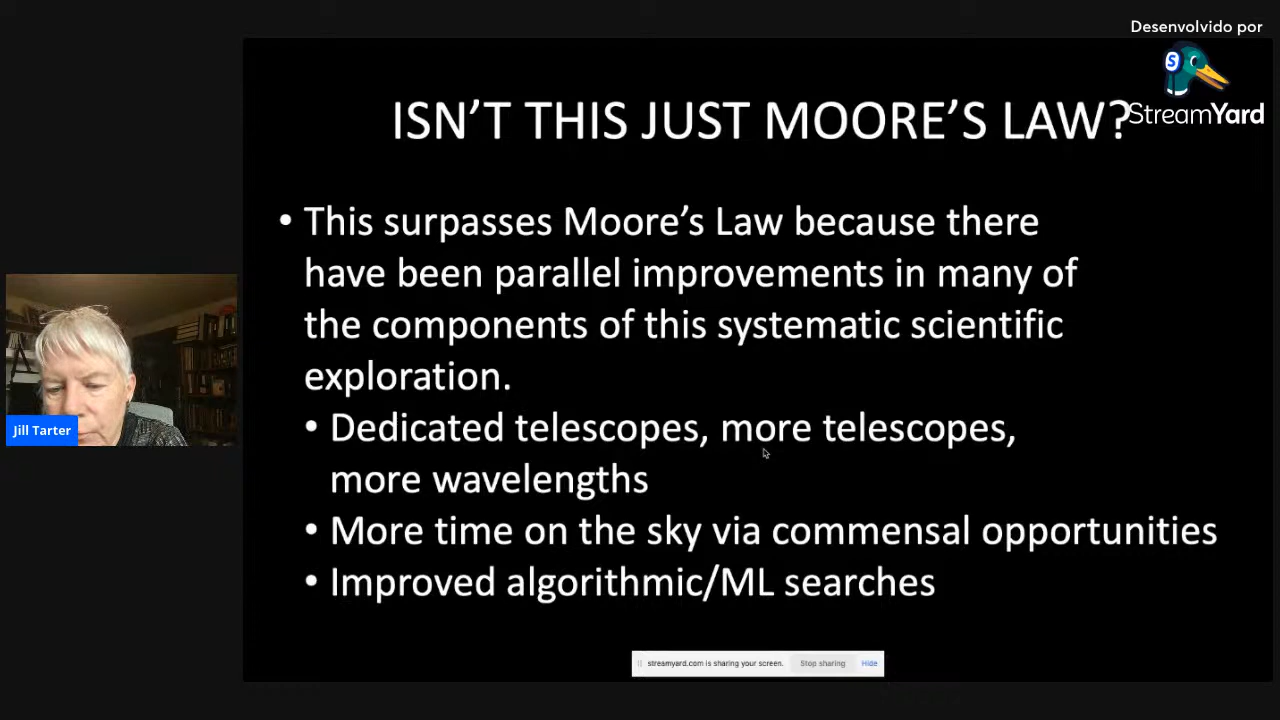 Desenvolvido por
S
StreamYard
ISN'T THIS JUST MOORE'S LAW?
• This surpasses Moore's Law because there
have been parallel improvements in many of
the components of this systematic scientific
exploration.
• Dedicated telescopes, more telescopes,
more wavelengths
• More time on the sky via commensal opportunities
• Improved algorithmic/ML searches
Jill Tarter
streamyard.com is sharing your screen.
Stop sharing
Hide